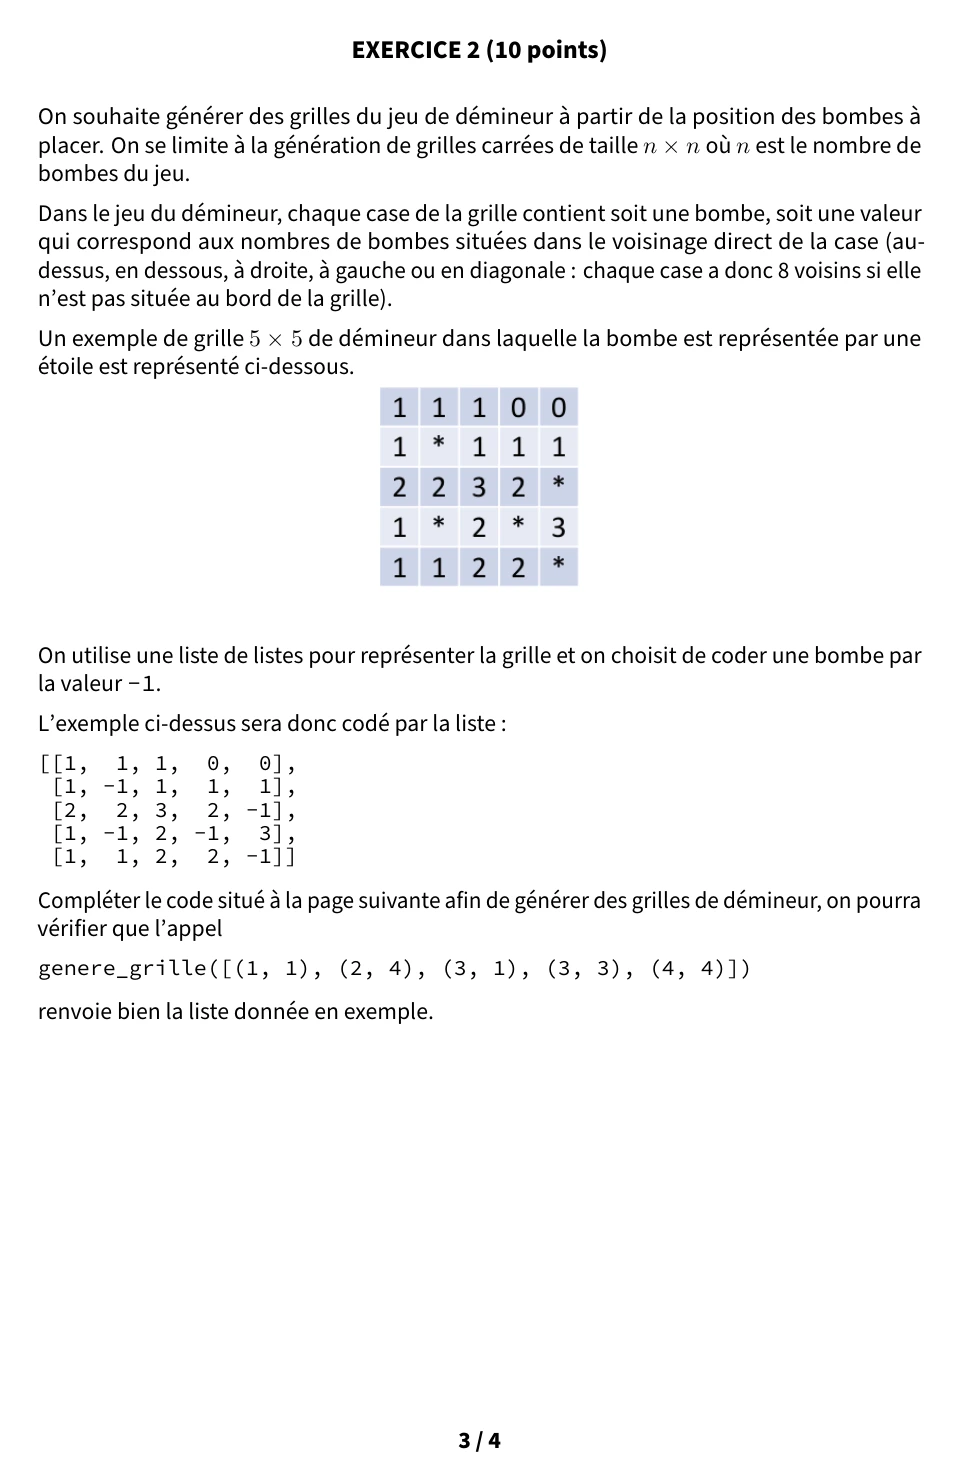 EXERCICE 2 (10 points)
On souhaite générer des grilles du jeu de démineur à partir de la position des bombes à
placer. On se limite à la génération de grilles carrées de taille n × n où n est le nombre de
bombes du jeu.
Dans le jeu du démineur, chaque case de la grille contient soit une bombe, soit une valeur
qui correspond aux nombres de bombes situées dans le voisinage direct de la case (au-
dessus, en dessous, à droite, à gauche ou en diagonale : chaque case a donc 8 voisins si elle
n'est pas située au bord de la grille).
Un exemple de grille 5 × 5 de démineur dans laquelle la bombe est représentée par une
étoile est représenté ci-dessous.
1 1 1 0 0
1 * 1 1 1
2 2 3 2 *
1 * 2 * 3
1 1 2 2 *
On utilise une liste de listes pour représenter la grille et on choisit de coder une bombe par
la valeur -1.
L'exemple ci-dessus sera donc codé par la liste :
[[1,  1, 1,  0,  0],
 [1, -1, 1,  1,  1],
 [2,  2, 3,  2, -1],
 [1, -1, 2, -1,  3],
 [1,  1, 2,  2, -1]]
Compléter le code situé à la page suivante afin de générer des grilles de démineur, on pourra
vérifier que l'appel
genere_grille([(1, 1), (2, 4), (3, 1), (3, 3), (4, 4)])
renvoie bien la liste donnée en exemple.
3 / 4